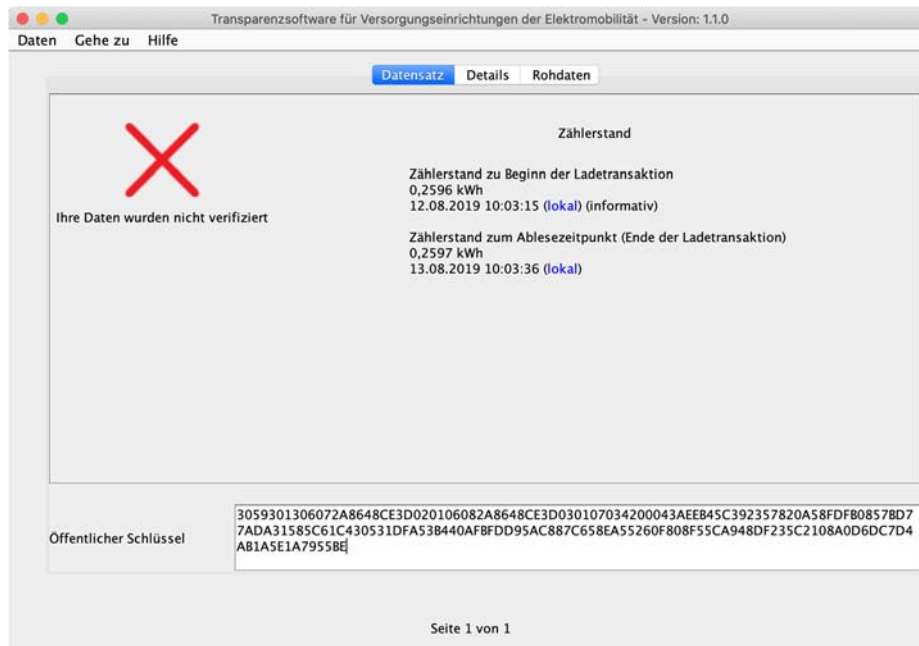 Transparenzsoftware für Versorgungseinrichtungen der Elektromobilität - Version: 1.1.0
Daten Gehe zu Hilfe
Datensatz Details Rohdaten
Zählerstand
Zählerstand zu Beginn der Ladetransaktion
0,2596 kWh
12.08.2019 10:03:15 (lokal) (informativ)
Ihre Daten wurden nicht verifiziert
Zählerstand zum Ablesezeitpunkt (Ende der Ladetransaktion)
0,2597 kWh
13.08.2019 10:03:36 (lokal)
Öffentlicher Schlüssel
3059301306072A8648CE3D020106082A8648CE3D030107034200043AEEB45C392357820A58FDFB0857BD7
7ADA31585C61C430531DFA53B440AFBFDD95AC887C658EA55260F808F55CA948DF235C2108A0D6DC7D4
AB1A5E1A7955BE
Seite 1 von 1